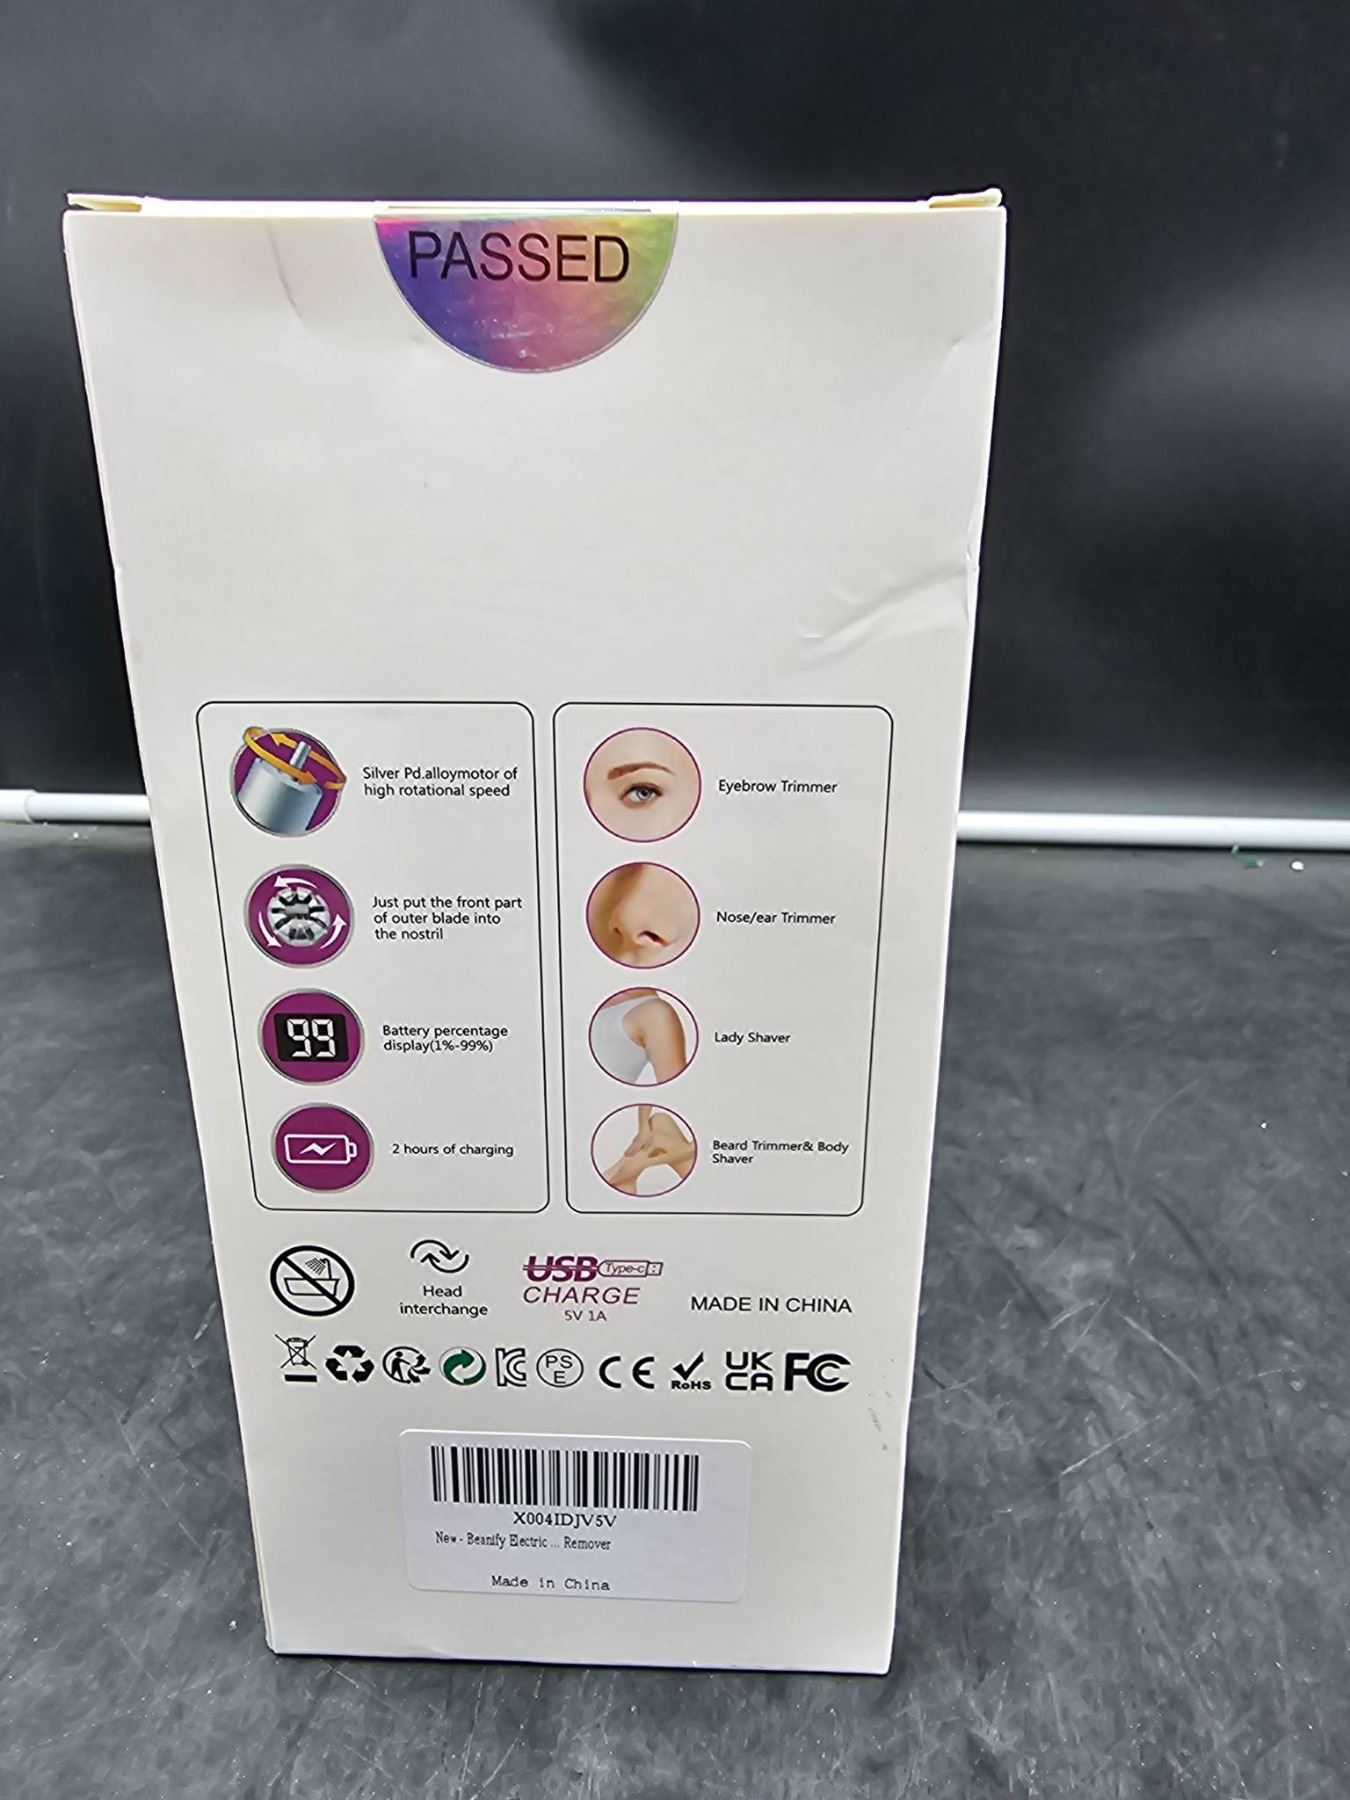 PASSED
Silver Pd.alloymotor of
high rotational speed
Just put the front part
of outer blade into
the nostril
99
Battery percentage
display(1%-99%)
2 hours of charging
Eyebrow Trimmer
Nose/ear Trimmer
Lady Shaver
Beard Trimmer& Body
Shaver
Head
interchange
USB Type-c
CHARGE
5V 1A
MADE IN CHINA
PS
E
CE
RoHS
UK
CA
FC
X004IDJV5V
New - Beanify Electric ... Remover
Made in China